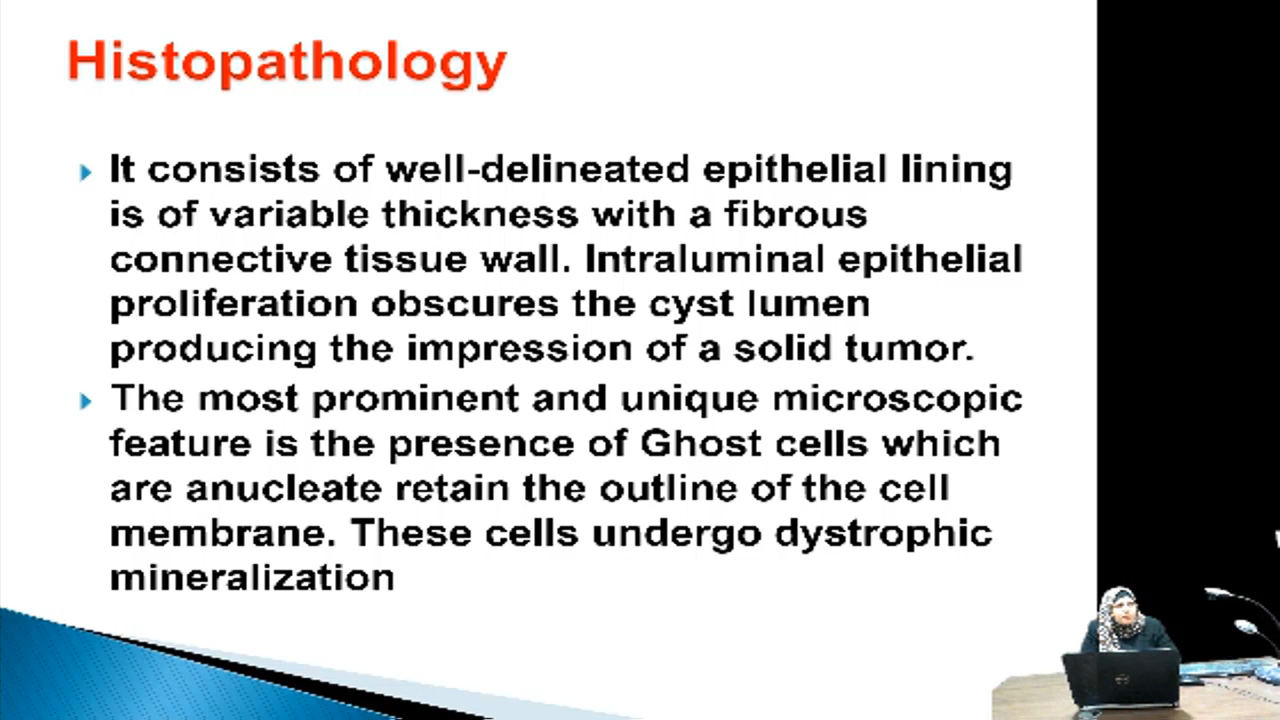 Histopathology
It consists of well-delineated epithelial lining
is of variable thickness with a fibrous
connective tissue wall. Intraluminal epithelial
proliferation obscures the cyst lumen
producing the impression of a solid tumor.
The most prominent and unique microscopic
feature is the presence of Ghost cells which
are anucleate retain the outline of the cell
membrane. These cells undergo dystrophic
mineralization